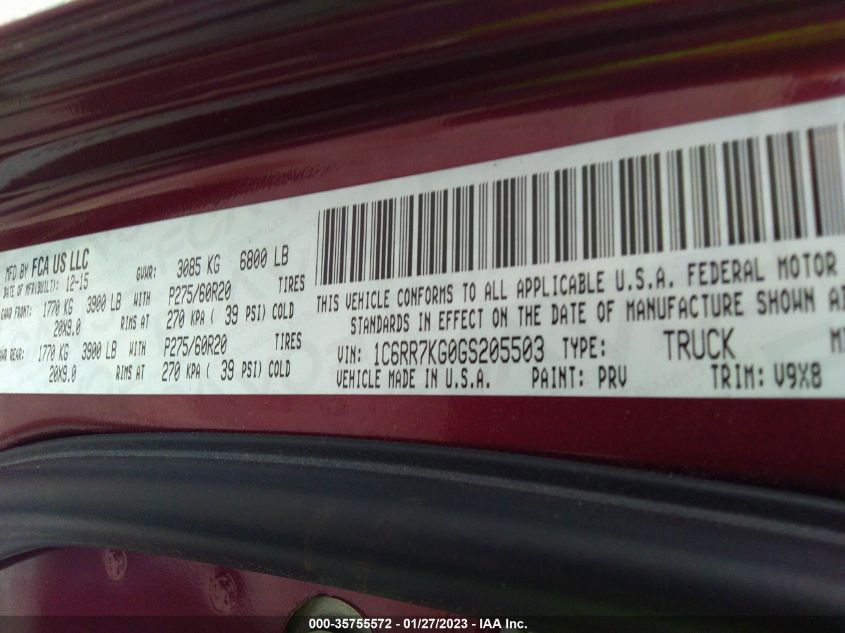 MFD BY FCA US LLC
DATE OF MFR(BUILT): 12-15 GVWR: 3085 KG 6800 LB
GAWR FRONT: 1770 KG 3900 LB WITH P275/60R20 TIRES
20X9.0 RIMS AT 270 KPA ( 39 PSI) COLD
REAR: 1770 KG 3900 LB WITH P275/60R20 TIRES
20X9.0 RIMS AT 270 KPA ( 39 PSI) COLD
THIS VEHICLE CONFORMS TO ALL APPLICABLE U.S.A. FEDERAL MOTOR
STANDARDS IN EFFECT ON THE DATE OF MANUFACTURE SHOWN
VIN: 1C6RR7KG0GS205503 TYPE: TRUCK
VEHICLE MADE IN U.S.A. PAINT: PRV TRIM: V9X8
000-35755572 - 01/27/2023 - IAA Inc.